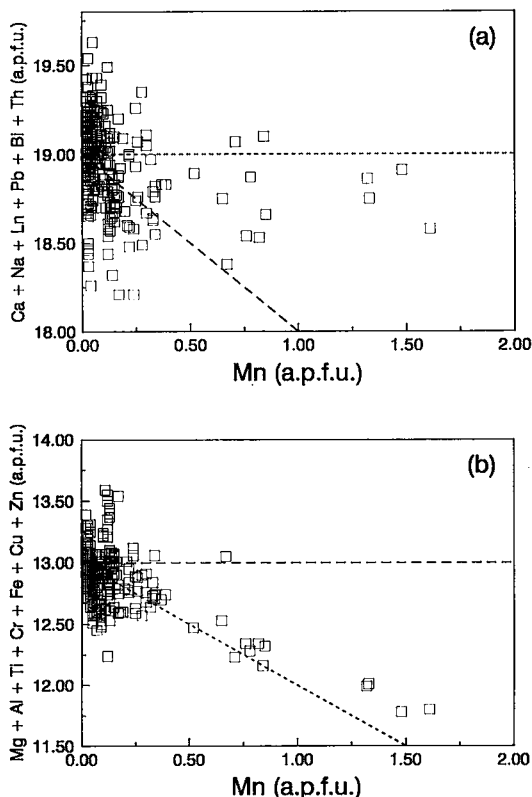 (a)
Ca + Na + Ln + Pb + Bi + Th (a.p.f.u.)
19.50
19.00
18.50
18.00
0.00 0.50 1.00 1.50 2.00
Mn (a.p.f.u.)
(b)
Mg + Al + Ti + Cr + Fe + Cu + Zn (a.p.f.u.)
14.00
13.50
13.00
12.50
12.00
11.50
0.00 0.50 1.00 1.50 2.00
Mn (a.p.f.u.)